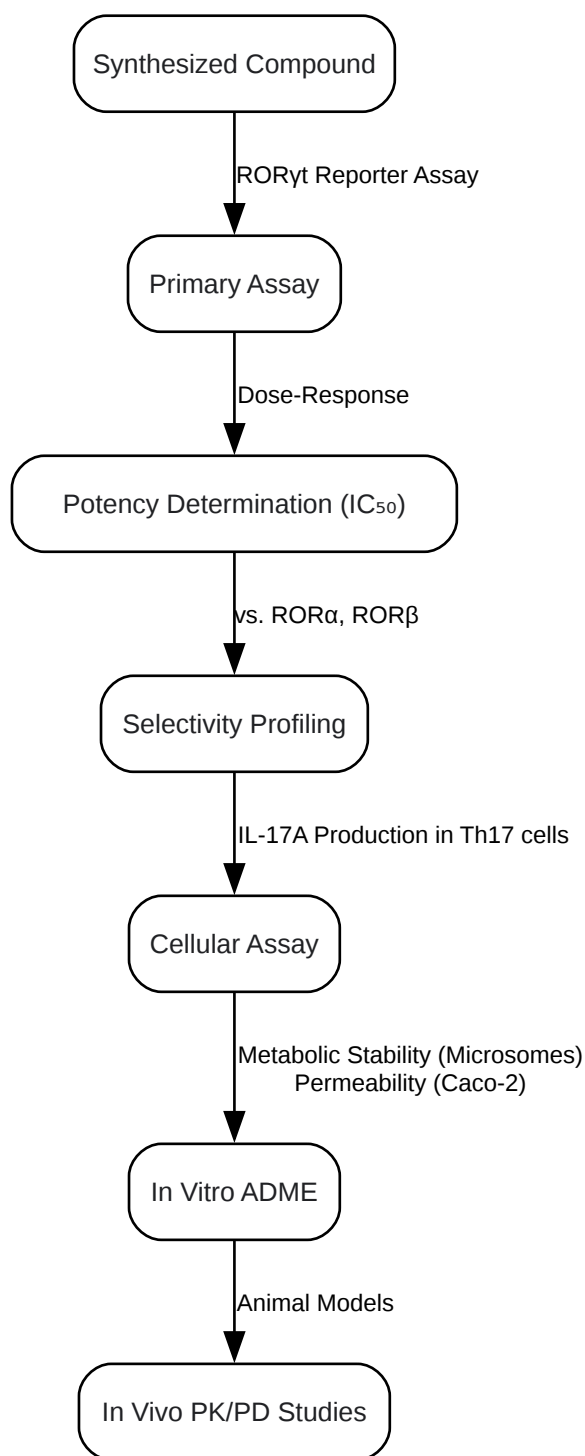 Synthesized Compound
RORγt Reporter Assay
Primary Assay
Dose-Response
Potency Determination (IC₅₀)
vs. RORα, RORβ
Selectivity Profiling
IL-17A Production in Th17 cells
Cellular Assay
Metabolic Stability (Microsomes)
Permeability (Caco-2)
In Vitro ADME
Animal Models
In Vivo PK/PD Studies